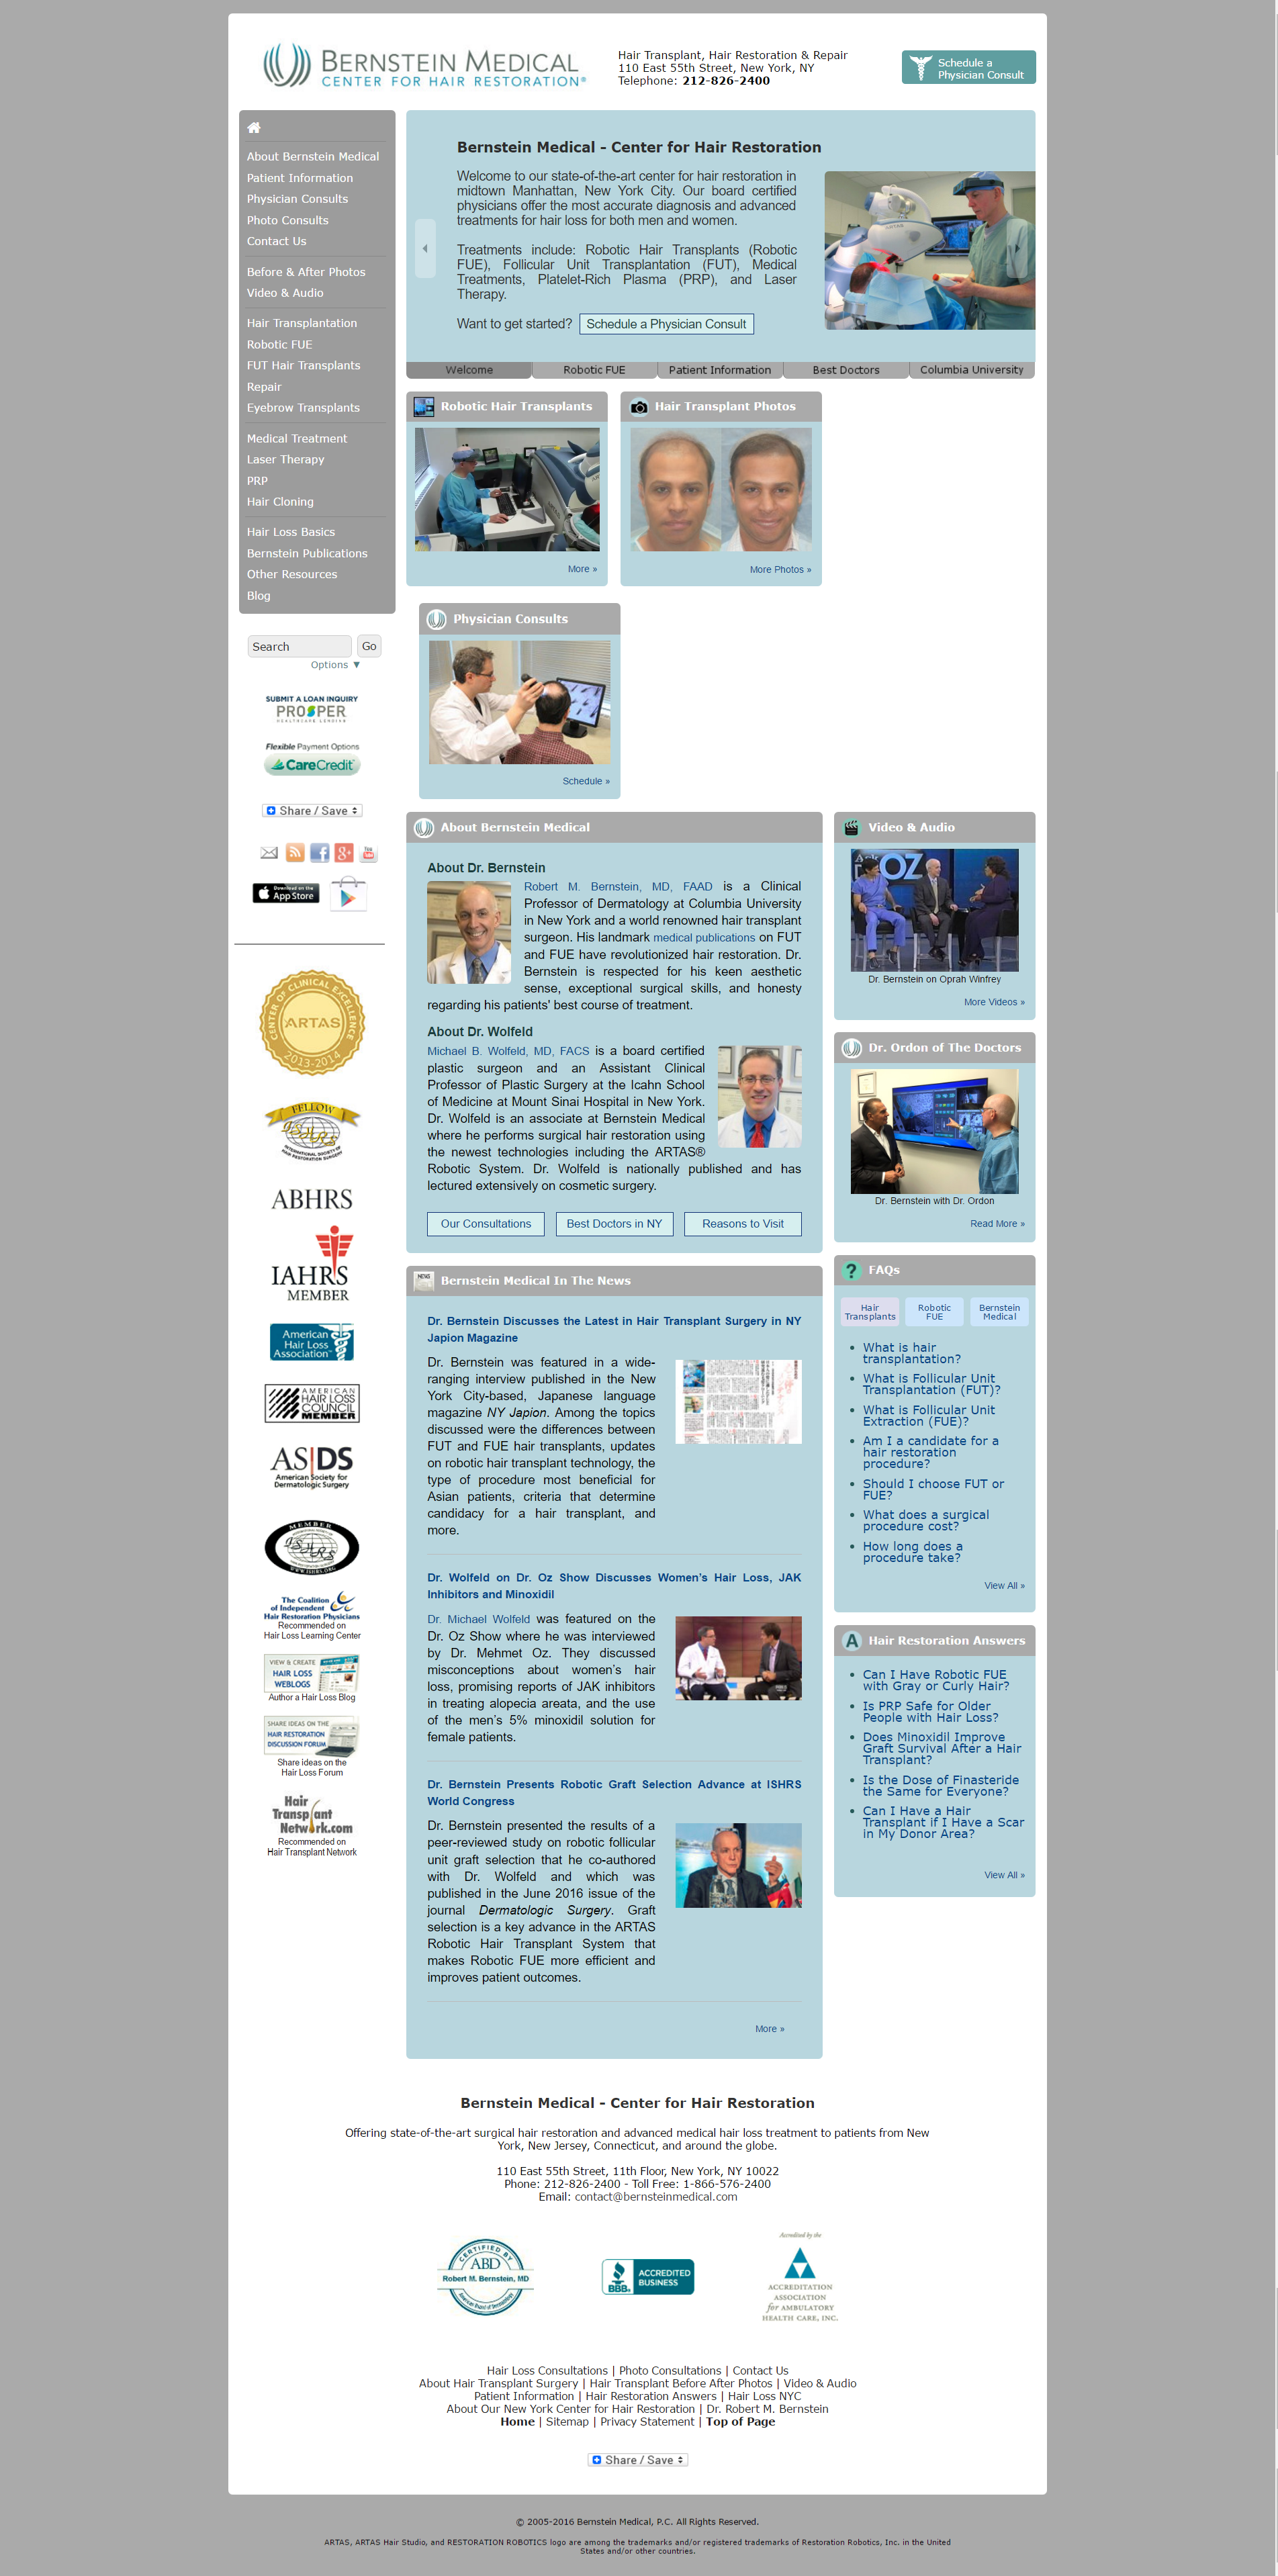 BERNSTEIN MEDICAL
CENTER FOR HAIR RESTORATION®
Hair Transplant, Hair Restoration & Repair
110 East 55th Street, New York, NY
Telephone: 212-826-2400
Schedule a
Physician Consult
About Bernstein Medical
Patient Information
Physician Consults
Photo Consults
Contact Us
Before & After Photos
Video & Audio
Hair Transplantation
Robotic FUE
FUT Hair Transplants
Repair
Eyebrow Transplants
Medical Treatment
Laser Therapy
PRP
Hair Cloning
Hair Loss Basics
Bernstein Publications
Other Resources
Blog
Search Go
Options ▼
SUBMIT A LOAN INQUIRY
PROSPER
HEALTHCARE LENDING
Flexible Payment Options
CareCredit
Share / Save
You
Tube
Download on the
App Store
CENTER OF CLINICAL EXCELLENCE
ARTAS
2013-2014
FELLOW
ISHRS
INTERNATIONAL SOCIETY OF
HAIR RESTORATION SURGERY
ABHRS
IAHRS
MEMBER
American
Hair Loss
Association™
AMERICAN
HAIR LOSS
COUNCIL
MEMBER
AS|DS
American Society for
Dermatologic Surgery
MEMBER
ISHRS
WWW.ISHRS.ORG
The Coalition
of Independent
Hair Restoration Physicians
Recommended on
Hair Loss Learning Center
VIEW & CREATE
HAIR LOSS
WEBLOGS
Author a Hair Loss Blog
SHARE IDEAS ON THE
HAIR RESTORATION
DISCUSSION FORUM
Share ideas on the
Hair Loss Forum
Hair
Transplant
Network.com
Recommended on
Hair Transplant Network
Bernstein Medical - Center for Hair Restoration
Welcome to our state-of-the-art center for hair restoration in
midtown Manhattan, New York City. Our board certified
physicians offer the most accurate diagnosis and advanced
treatments for hair loss for both men and women.
Treatments include: Robotic Hair Transplants (Robotic
FUE), Follicular Unit Transplantation (FUT), Medical
Treatments, Platelet-Rich Plasma (PRP), and Laser
Therapy.
Want to get started? Schedule a Physician Consult
Welcome
Robotic FUE
Patient Information
Best Doctors
Columbia University
Robotic Hair Transplants
More »
Hair Transplant Photos
More Photos »
Physician Consults
Schedule »
About Bernstein Medical
About Dr. Bernstein
Robert M. Bernstein, MD, FAAD is a Clinical
Professor of Dermatology at Columbia University
in New York and a world renowned hair transplant
surgeon. His landmark medical publications on FUT
and FUE have revolutionized hair restoration. Dr.
Bernstein is respected for his keen aesthetic
sense, exceptional surgical skills, and honesty
regarding his patients' best course of treatment.
About Dr. Wolfeld
Michael B. Wolfeld, MD, FACS is a board certified
plastic surgeon and an Assistant Clinical
Professor of Plastic Surgery at the Icahn School
of Medicine at Mount Sinai Hospital in New York.
Dr. Wolfeld is an associate at Bernstein Medical
where he performs surgical hair restoration using
the newest technologies including the ARTAS®
Robotic System. Dr. Wolfeld is nationally published and has
lectured extensively on cosmetic surgery.
Our Consultations
Best Doctors in NY
Reasons to Visit
NEWS
Bernstein Medical In The News
Dr. Bernstein Discusses the Latest in Hair Transplant Surgery in NY
Japion Magazine
Dr. Bernstein was featured in a wide-
ranging interview published in the New
York City-based, Japanese language
magazine NY Japion. Among the topics
discussed were the differences between
FUT and FUE hair transplants, updates
on robotic hair transplant technology, the
type of procedure most beneficial for
Asian patients, criteria that determine
candidacy for a hair transplant, and
more.
Dr. Wolfeld on Dr. Oz Show Discusses Women's Hair Loss, JAK
Inhibitors and Minoxidil
Dr. Michael Wolfeld was featured on the
Dr. Oz Show where he was interviewed
by Dr. Mehmet Oz. They discussed
misconceptions about women's hair
loss, promising reports of JAK inhibitors
in treating alopecia areata, and the use
of the men's 5% minoxidil solution for
female patients.
Dr. Bernstein Presents Robotic Graft Selection Advance at ISHRS
World Congress
Dr. Bernstein presented the results of a
peer-reviewed study on robotic follicular
unit graft selection that he co-authored
with Dr. Wolfeld and which was
published in the June 2016 issue of the
journal Dermatologic Surgery. Graft
selection is a key advance in the ARTAS
Robotic Hair Transplant System that
makes Robotic FUE more efficient and
improves patient outcomes.
More »
Video & Audio
Ask OZ
Dr. Bernstein on Oprah Winfrey
More Videos »
Dr. Ordon of The Doctors
Dr. Bernstein with Dr. Ordon
Read More »
FAQs
Hair
Transplants
Robotic
FUE
Bernstein
Medical
What is hair
transplantation?
What is Follicular Unit
Transplantation (FUT)?
What is Follicular Unit
Extraction (FUE)?
Am I a candidate for a
hair restoration
procedure?
Should I choose FUT or
FUE?
What does a surgical
procedure cost?
How long does a
procedure take?
View All »
Hair Restoration Answers
Can I Have Robotic FUE
with Gray or Curly Hair?
Is PRP Safe for Older
People with Hair Loss?
Does Minoxidil Improve
Graft Survival After a Hair
Transplant?
Is the Dose of Finasteride
the Same for Everyone?
Can I Have a Hair
Transplant if I Have a Scar
in My Donor Area?
View All »
Bernstein Medical - Center for Hair Restoration
Offering state-of-the-art surgical hair restoration and advanced medical hair loss treatment to patients from New
York, New Jersey, Connecticut, and around the globe.
110 East 55th Street, 11th Floor, New York, NY 10022
Phone: 212-826-2400 - Toll Free: 1-866-576-2400
Email: contact@bernsteinmedical.com
CERTIFIED BY
ABD
Robert M. Bernstein, MD
American Board of Dermatology
BBB.
ACCREDITED
BUSINESS
Accredited by the
ACCREDITATION
ASSOCIATION
for AMBULATORY
HEALTH CARE, INC.
Hair Loss Consultations | Photo Consultations | Contact Us
About Hair Transplant Surgery | Hair Transplant Before After Photos | Video & Audio
Patient Information | Hair Restoration Answers | Hair Loss NYC
About Our New York Center for Hair Restoration | Dr. Robert M. Bernstein
Home | Sitemap | Privacy Statement | Top of Page
Share / Save
© 2005-2016 Bernstein Medical, P.C. All Rights Reserved.
ARTAS, ARTAS Hair Studio, and RESTORATION ROBOTICS logo are among the trademarks and/or registered trademarks of Restoration Robotics, Inc. in the United
States and/or other countries.